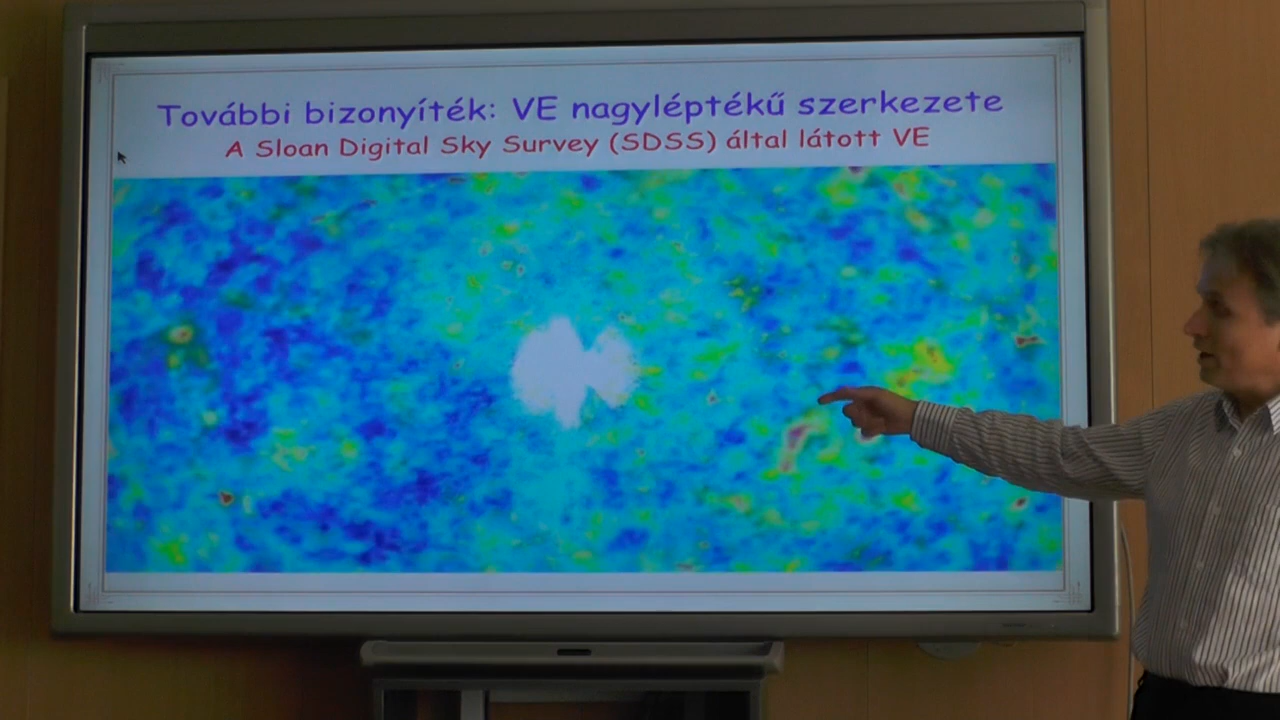 További bizonyíték: VE nagyléptékű szerkezete
A Sloan Digital Sky Survey (SDSS) által látott VE